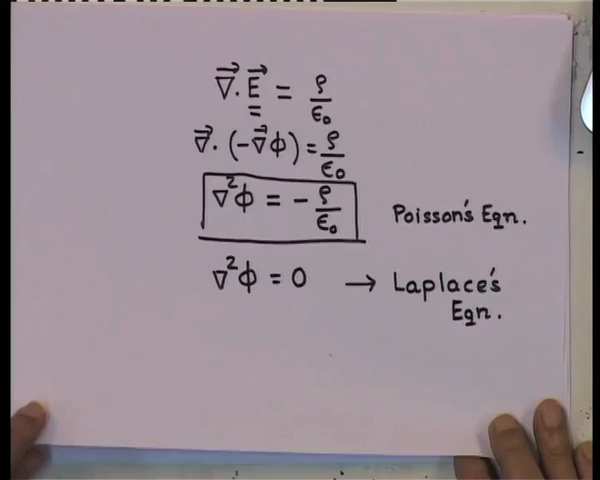 ∇⃗. E⃗ = ρ/ε₀
∇⃗. (-∇⃗ϕ) = ρ/ε₀
∇²ϕ = - ρ/ε₀ Poisson's Eqn.
∇²ϕ = 0 → Laplace's
Eqn.